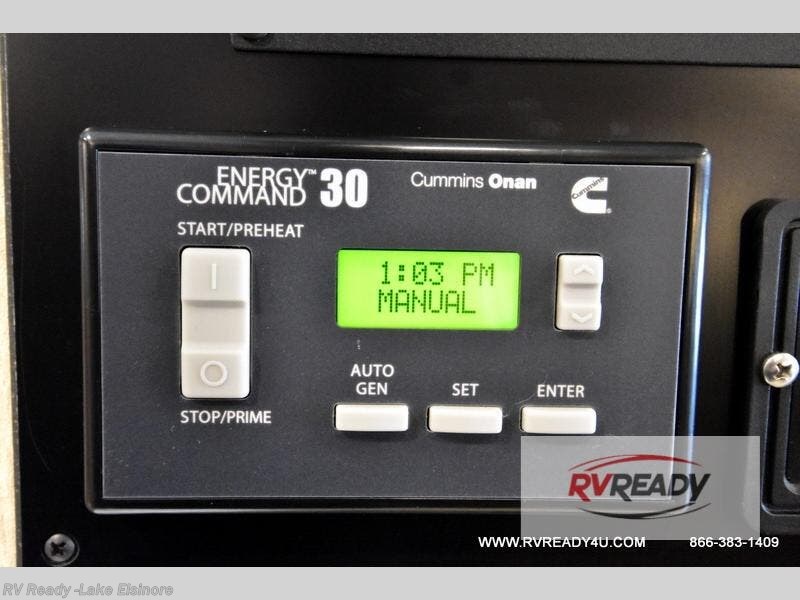 ENERGY™
COMMAND 30
Cummins Onan
Cummins
START/PREHEAT
1:03 PM
MANUAL
AUTO
GEN
SET
ENTER
STOP/PRIME
RVREADY
WWW.RVREADY4U.COM 866-383-1409
RV Ready -Lake Elsinore